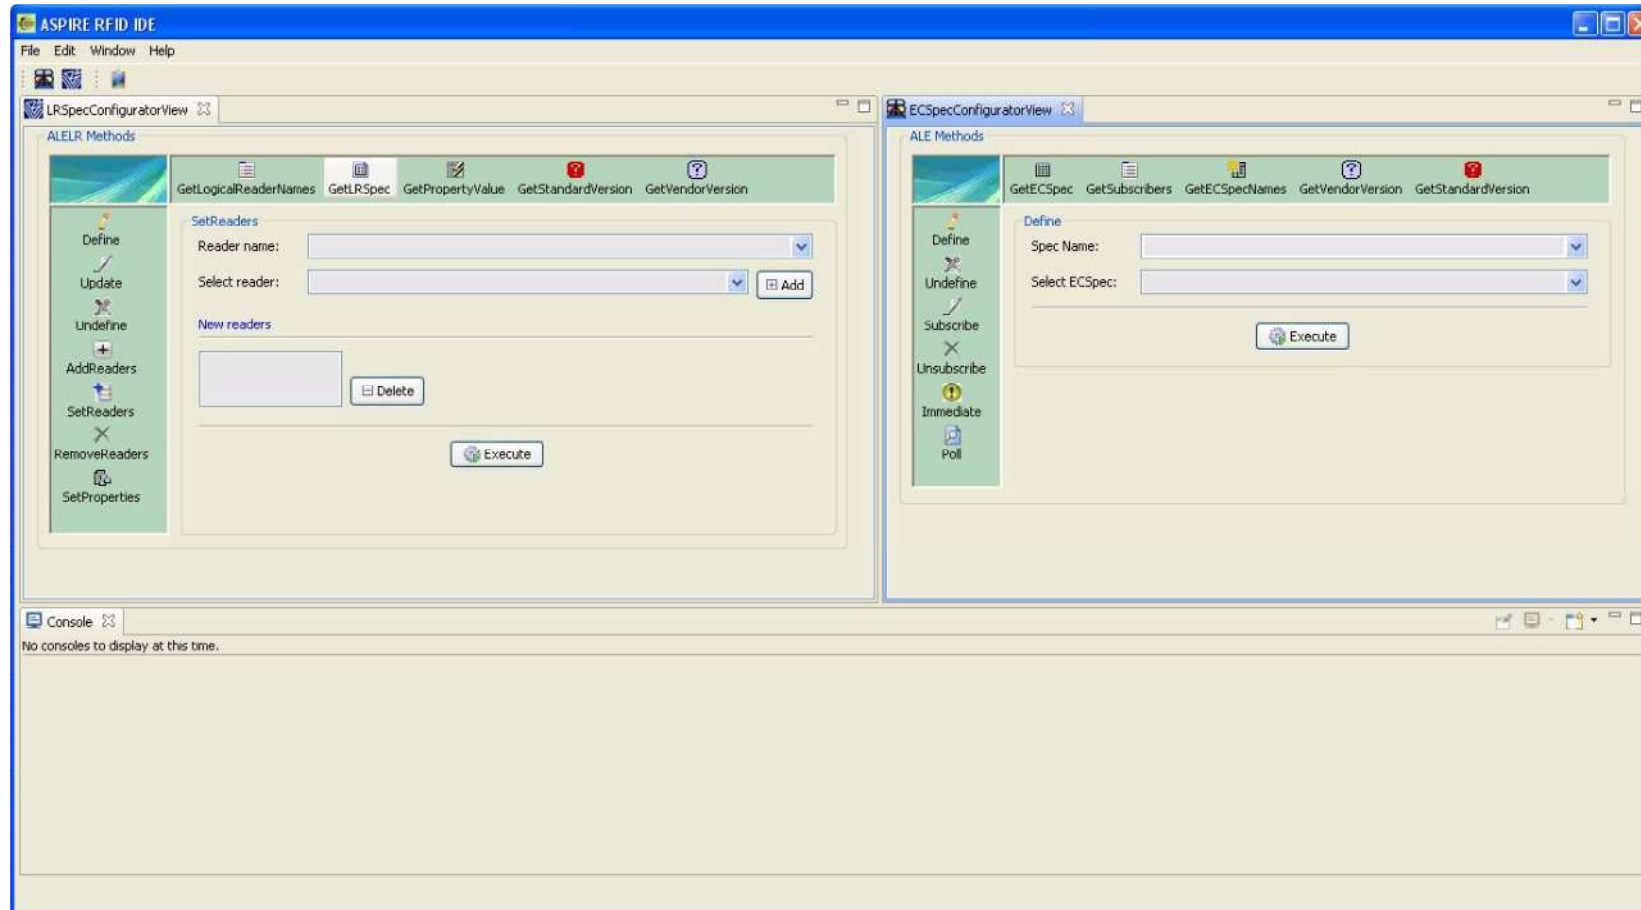 ASPIRE RFID IDE
File Edit Window Help
LRSpecConfiguratorView
ALELR Methods
GetLogicalReaderNames GetLRSpec GetPropertyValue GetStandardVersion GetVendorVersion
Define
Update
Undefine
AddReaders
SetReaders
RemoveReaders
SetProperties
SetReaders
Reader name:
Select reader:
Add
New readers
Delete
Execute
ECSpecConfiguratorView
ALE Methods
GetECSpec GetSubscribers GetECSpecNames GetVendorVersion GetStandardVersion
Define
Undefine
Subscribe
Unsubscribe
Immediate
Poll
Define
Spec Name:
Select ECSpec:
Execute
Console
No consoles to display at this time.